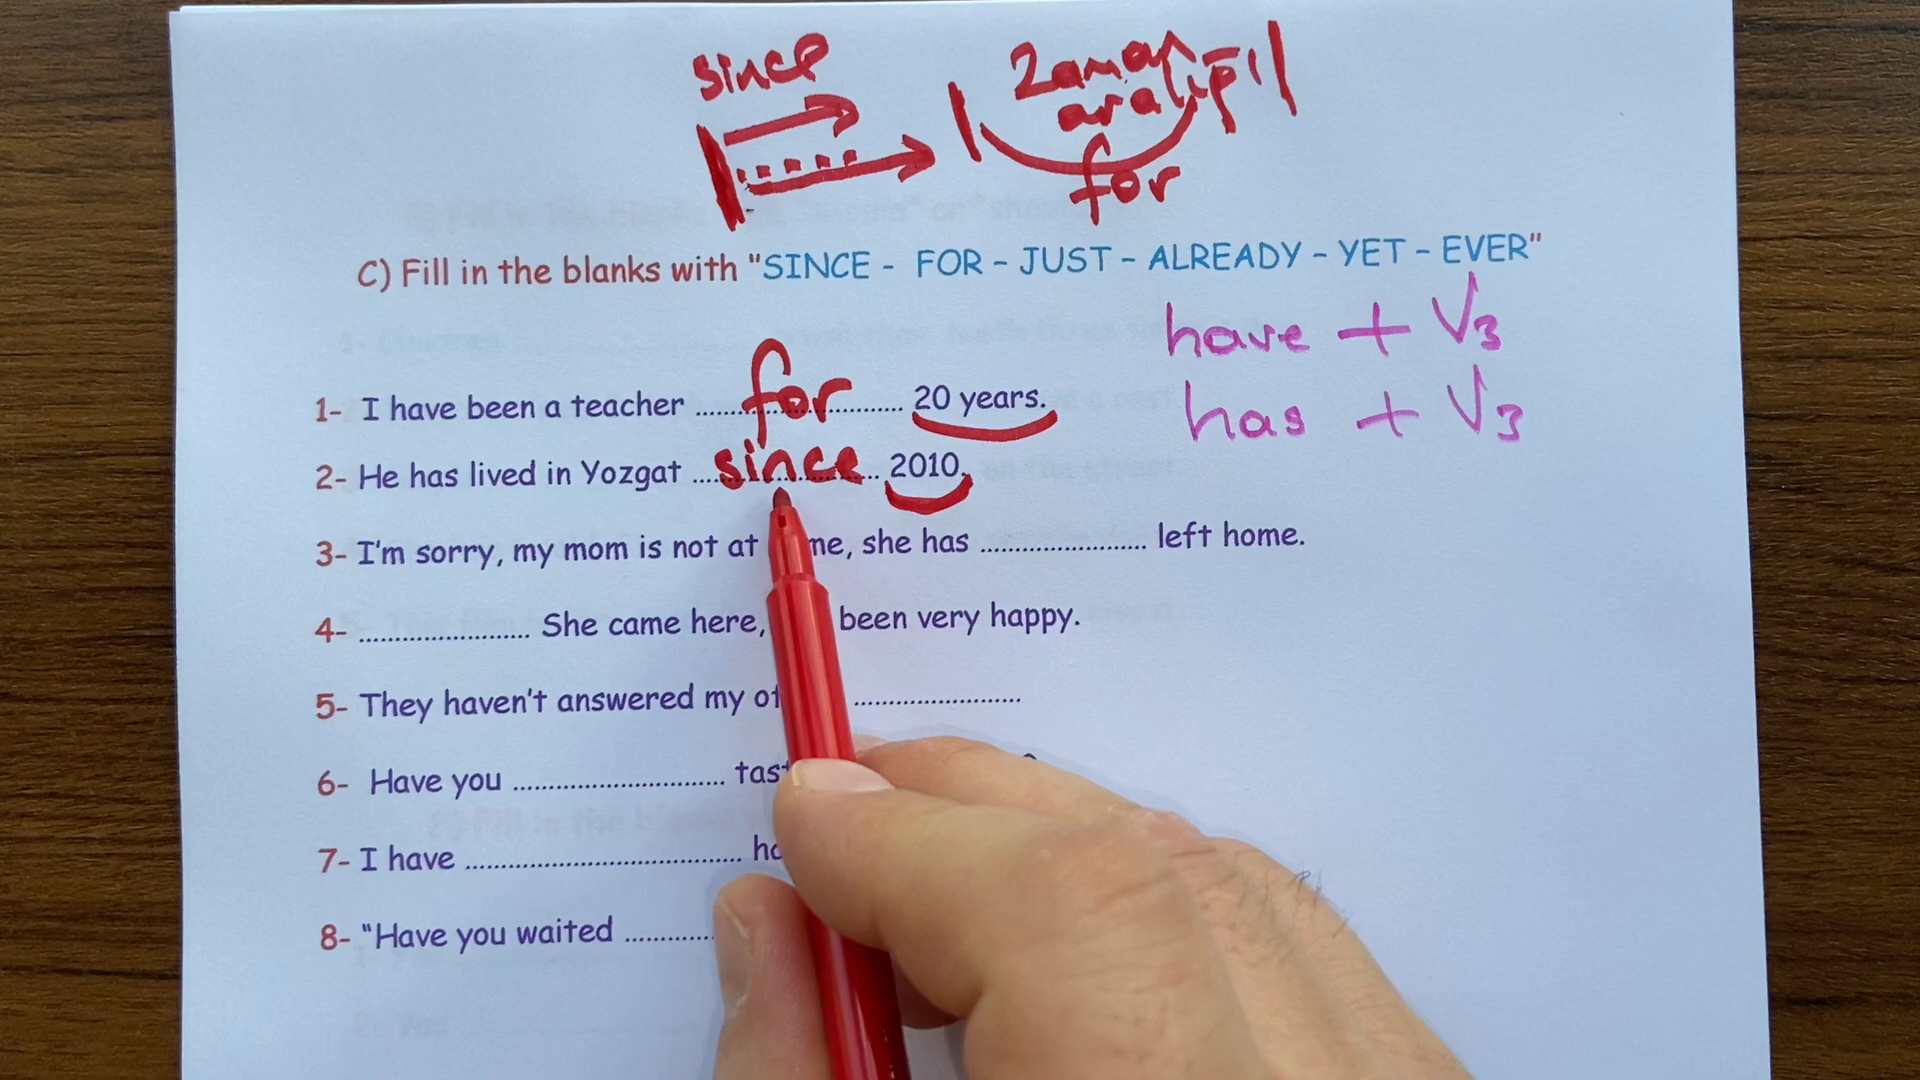 since
zaman
aralığı
for
C) Fill in the blanks with "SINCE - FOR – JUST – ALREADY – YET – EVER"
have + V3
has + V3
1- I have been a teacher .....for..... 20 years.
2- He has lived in Yozgat .....since..... 2010.
3- I'm sorry, my mom is not at me, she has ..................... left home.
4- ..................... She came here, been very happy.
5- They haven't answered my .....................
6- Have you .....................
7- I have .....................
8- "Have you waited ............